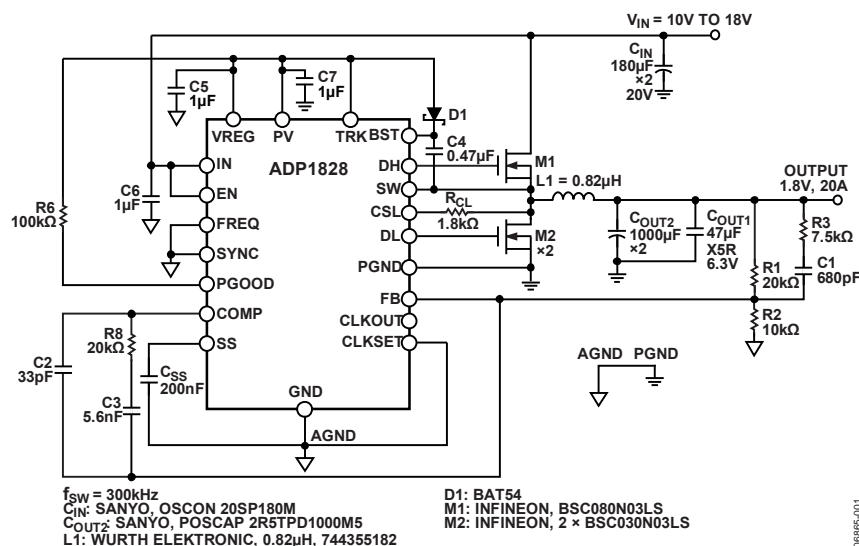 V_IN = 10V TO 18V
C_IN
180µF
×2
20V
C5
1µF
C7
1µF
D1
VREG
PV
TRK
BST
C4
0.47µF
M1
IN
ADP1828
DH
L1 = 0.82µH
OUTPUT
1.8V, 20A
EN
SW
C6
1µF
R6
100kΩ
CSL
R_CL
1.8kΩ
FREQ
DL
M2
×2
C_OUT2
1000µF
×2
C_OUT1
47µF
X5R
6.3V
R3
7.5kΩ
SYNC
PGND
R1
20kΩ
C1
680pF
PGOOD
FB
COMP
CLKOUT
R2
10kΩ
R8
20kΩ
SS
CLKSET
C2
33pF
C_SS
200nF
AGND PGND
C3
5.6nF
GND
AGND
f_SW = 300kHz
C_IN: SANYO, OSCON 20SP180M
C_OUT2: SANYO, POSCAP 2R5TPD1000M5
L1: WURTH ELEKTRONIC, 0.82µH, 744355182
D1: BAT54
M1: INFINEON, BSC080N03LS
M2: INFINEON, 2 × BSC030N03LS
06865-001